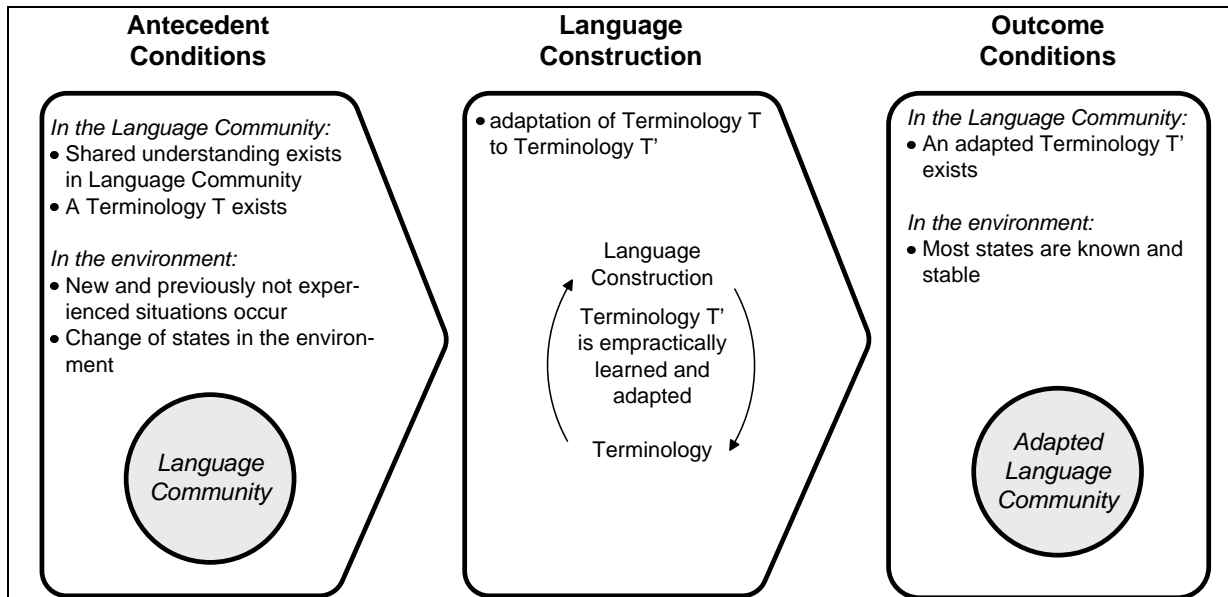 Antecedent
Conditions
In the Language Community:
• Shared understanding exists
in Language Community
• A Terminology T exists
In the environment:
• New and previously not exper-
ienced situations occur
• Change of states in the environ-
ment
Language
Community
Language
Construction
• adaptation of Terminology T
to Terminology T’
Language
Construction
Terminology T’
is empractically
learned and
adapted
Terminology
Outcome
Conditions
In the Language Community:
• An adapted Terminology T’
exists
In the environment:
• Most states are known and
stable
Adapted
Language
Community